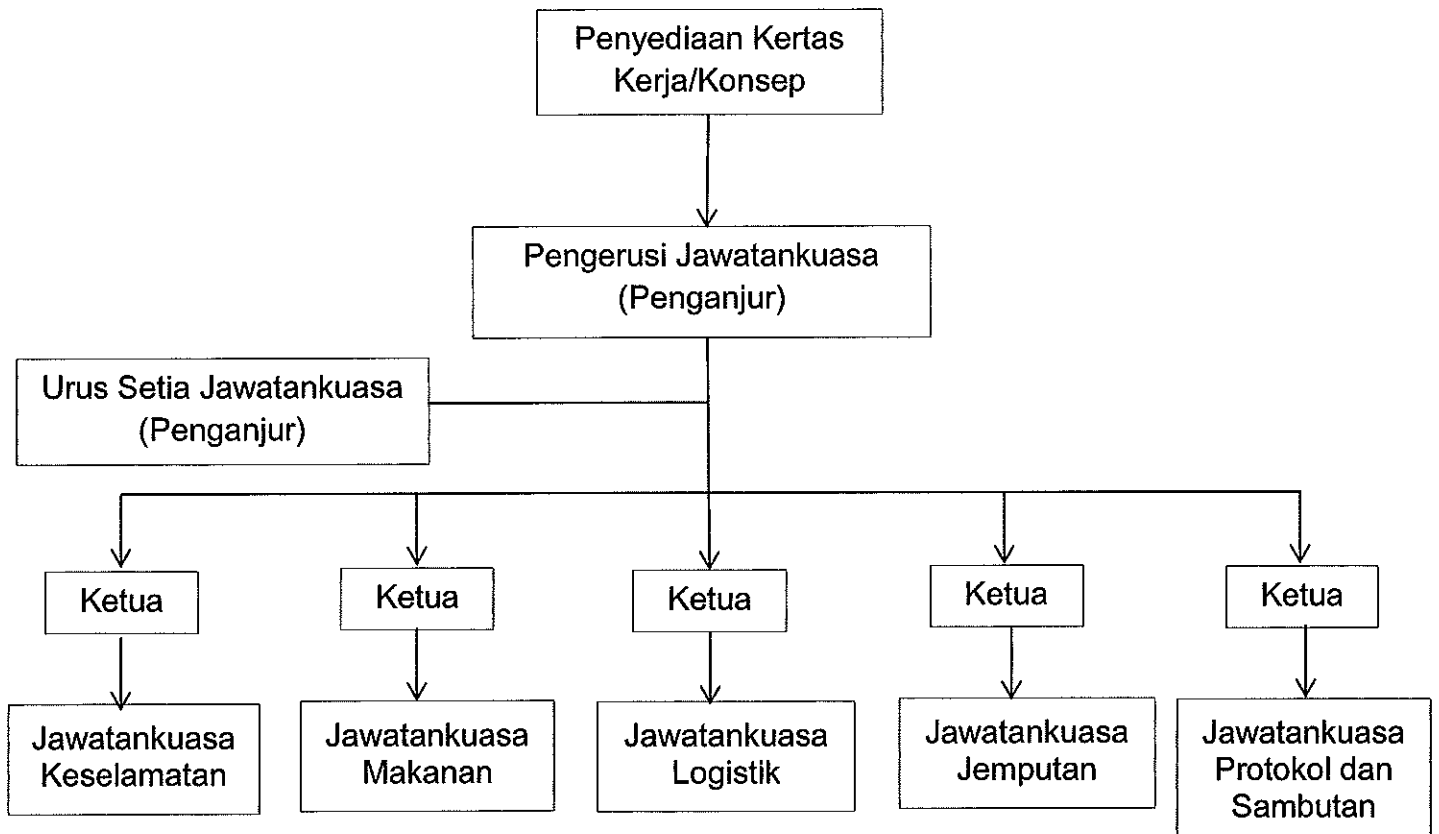 Penyediaan Kertas
Kerja/Konsep
Pengerusi Jawatankuasa
(Penganjur)
Urus Setia Jawatankuasa
(Penganjur)
Ketua
Ketua
Ketua
Ketua
Ketua
Jawatankuasa
Keselamatan
Jawatankuasa
Makanan
Jawatankuasa
Logistik
Jawatankuasa
Jemputan
Jawatankuasa
Protokol dan
Sambutan